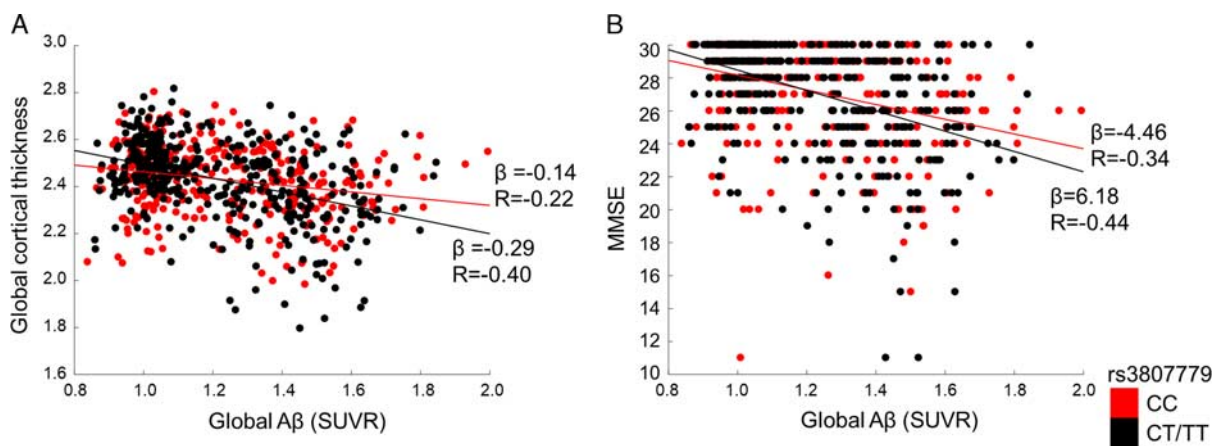 A
Global cortical thickness
3.0
2.8
2.6
2.4
2.2
2.0
1.8
1.6
0.8 1.0 1.2 1.4 1.6 1.8 2.0
Global Aβ (SUVR)
β =-0.14
R=-0.22
β =-0.29
R=-0.40
B
MMSE
30
28
26
24
22
20
18
16
14
12
10
0.8 1.0 1.2 1.4 1.6 1.8 2.0
Global Aβ (SUVR)
β=-4.46
R=-0.34
β=6.18
R=-0.44
rs3807779
CC
CT/TT